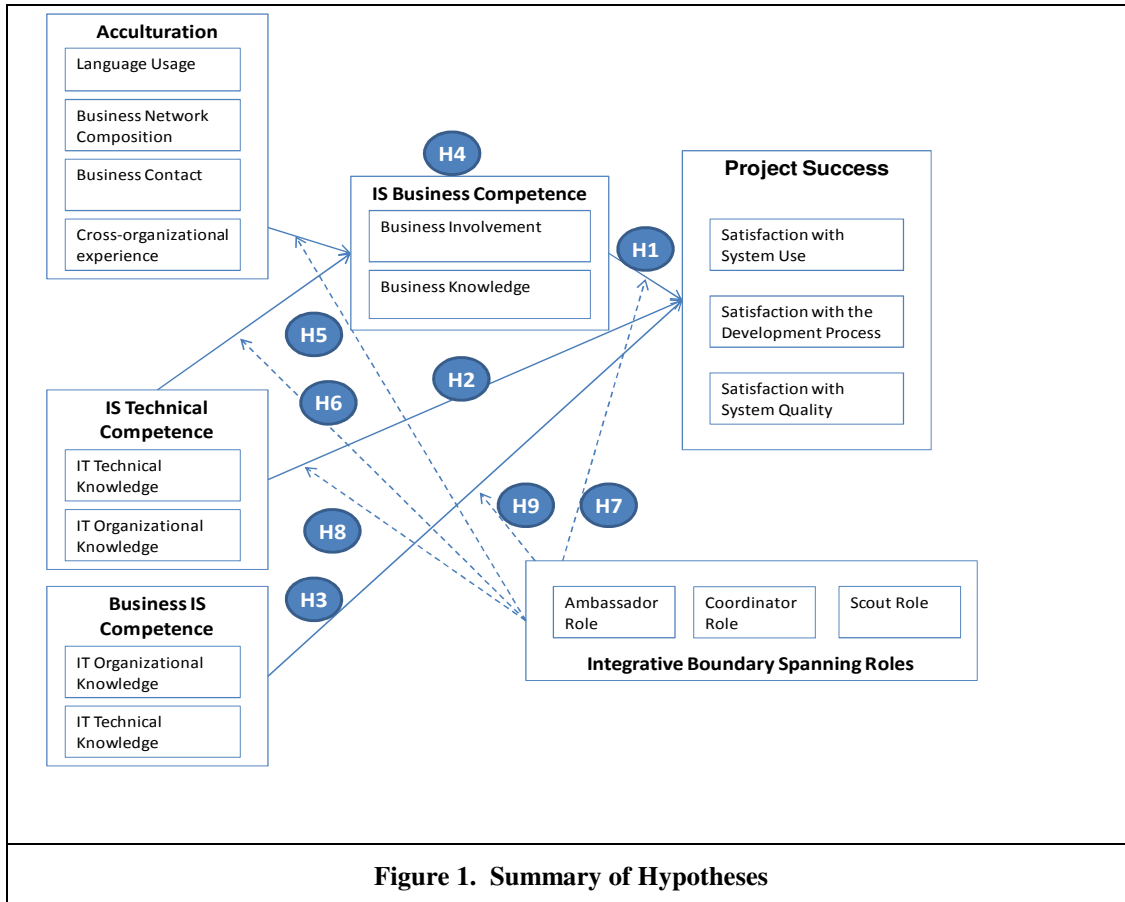 Acculturation
Language Usage
Business Network
Composition
Business Contact
Cross-organizational
experience
H4
IS Business Competence
Business Involvement
Business Knowledge
H1
Project Success
Satisfaction with
System Use
Satisfaction with the
Development Process
Satisfaction with
System Quality
H5
H2
H6
IS Technical
Competence
IT Technical
Knowledge
IT Organizational
Knowledge
H8
H9
H7
H3
Business IS
Competence
IT Organizational
Knowledge
IT Technical
Knowledge
Ambassador
Role
Coordinator
Role
Scout Role
Integrative Boundary Spanning Roles
Figure 1. Summary of Hypotheses